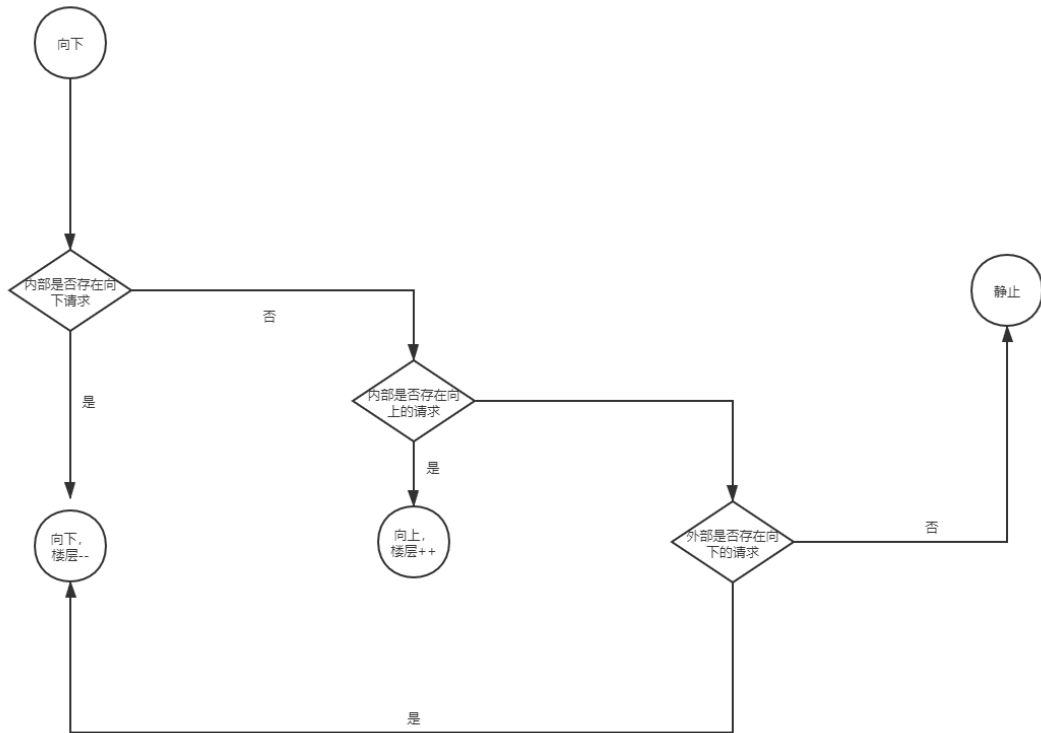 向下
内部是否存在向
下请求
否
静止
内部是否存在向
上的请求
是
是
向下，
楼层--
向上，
楼层++
外部是否存在向
下的请求
否
是